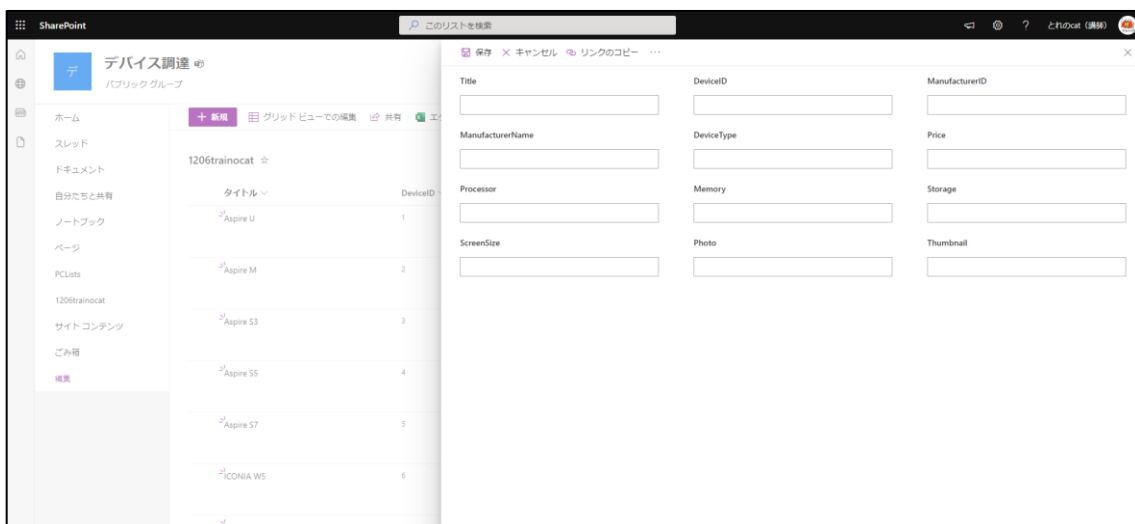 SharePoint
このリストを検索
? とれのcat (講師)
デ
デバイス調達
パブリック グループ
ホーム
スレッド
ドキュメント
自分たちと共有
ノートブック
ページ
PCLists
1206trainocat
サイト コンテンツ
ごみ箱
編集
+ 新規 グリッド ビューでの編集 共有 エク
1206trainocat
タイトル DeviceID
Aspire U 1
Aspire M 2
Aspire S3 3
Aspire S5 4
Aspire S7 5
ICONIA W5 6
保存 キャンセル リンクのコピー …
Title DeviceID ManufacturerID
ManufacturerName DeviceType Price
Processor Memory Storage
ScreenSize Photo Thumbnail